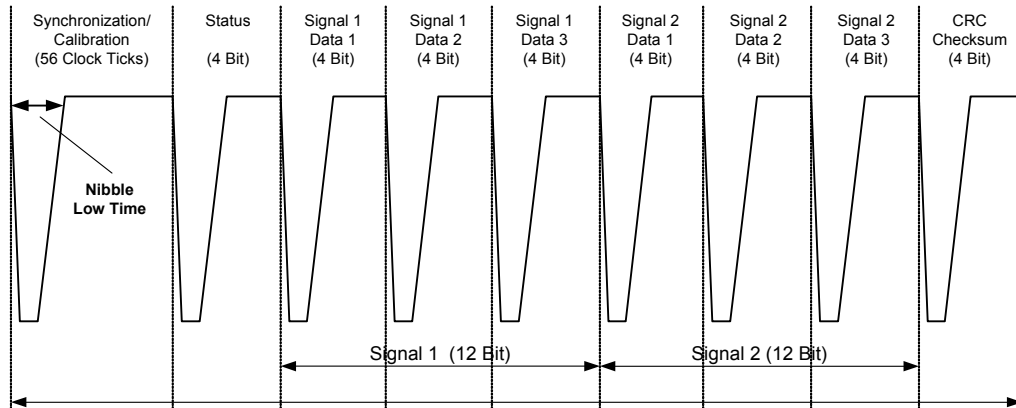 Synchronization/
Calibration
(56 Clock Ticks)
Status
(4 Bit)
Signal 1
Data 1
(4 Bit)
Signal 1
Data 2
(4 Bit)
Signal 1
Data 3
(4 Bit)
Signal 2
Data 1
(4 Bit)
Signal 2
Data 2
(4 Bit)
Signal 2
Data 3
(4 Bit)
CRC
Checksum
(4 Bit)
Nibble
Low Time
Signal 1 (12 Bit)
Signal 2 (12 Bit)